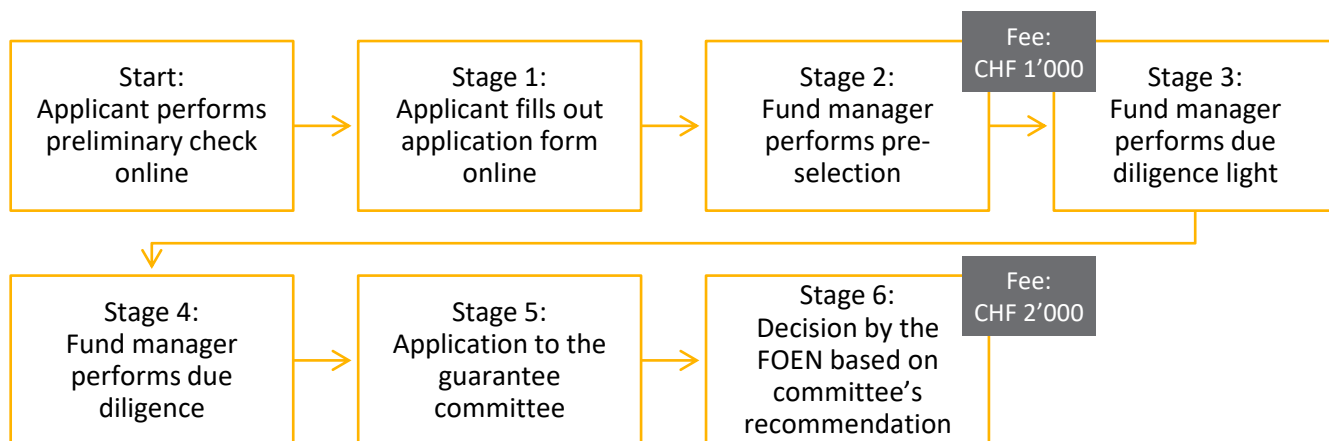 Start:
Applicant performs
preliminary check
online
Stage 1:
Applicant fills out
application form
online
Stage 2:
Fund manager
performs pre-
selection
Fee:
CHF 1’000
Stage 3:
Fund manager
performs due
diligence light
Stage 4:
Fund manager
performs due
diligence
Stage 5:
Application to the
guarantee
committee
Stage 6:
Decision by the
FOEN based on
committee’s
recommendation
Fee:
CHF 2’000